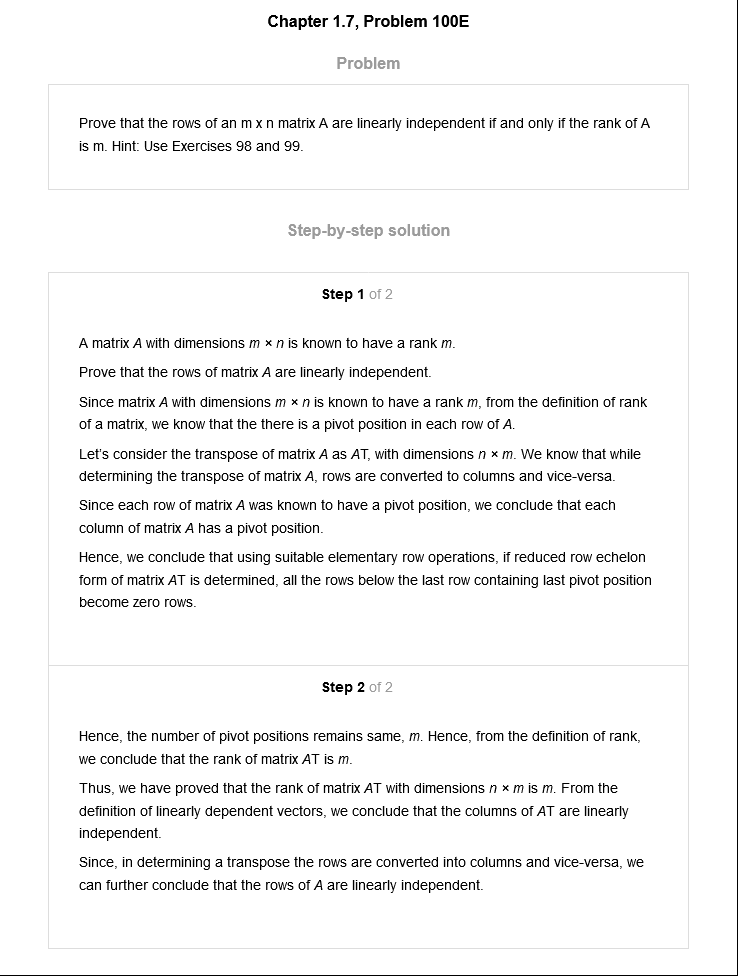 Chapter 1.7, Problem 100E
Problem
Prove that the rows of an m x n matrix A are linearly independent if and only if the rank of A
is m. Hint: Use Exercises 98 and 99.
Step-by-step solution
Step 1 of 2
A matrix A with dimensions m × n is known to have a rank m.
Prove that the rows of matrix A are linearly independent.
Since matrix A with dimensions m × n is known to have a rank m, from the definition of rank
of a matrix, we know that the there is a pivot position in each row of A.
Let's consider the transpose of matrix A as AT, with dimensions n × m. We know that while
determining the transpose of matrix A, rows are converted to columns and vice-versa.
Since each row of matrix A was known to have a pivot position, we conclude that each
column of matrix A has a pivot position.
Hence, we conclude that using suitable elementary row operations, if reduced row echelon
form of matrix AT is determined, all the rows below the last row containing last pivot position
become zero rows.
Step 2 of 2
Hence, the number of pivot positions remains same, m. Hence, from the definition of rank,
we conclude that the rank of matrix AT is m.
Thus, we have proved that the rank of matrix AT with dimensions n × m is m. From the
definition of linearly dependent vectors, we conclude that the columns of AT are linearly
independent.
Since, in determining a transpose the rows are converted into columns and vice-versa, we
can further conclude that the rows of A are linearly independent.